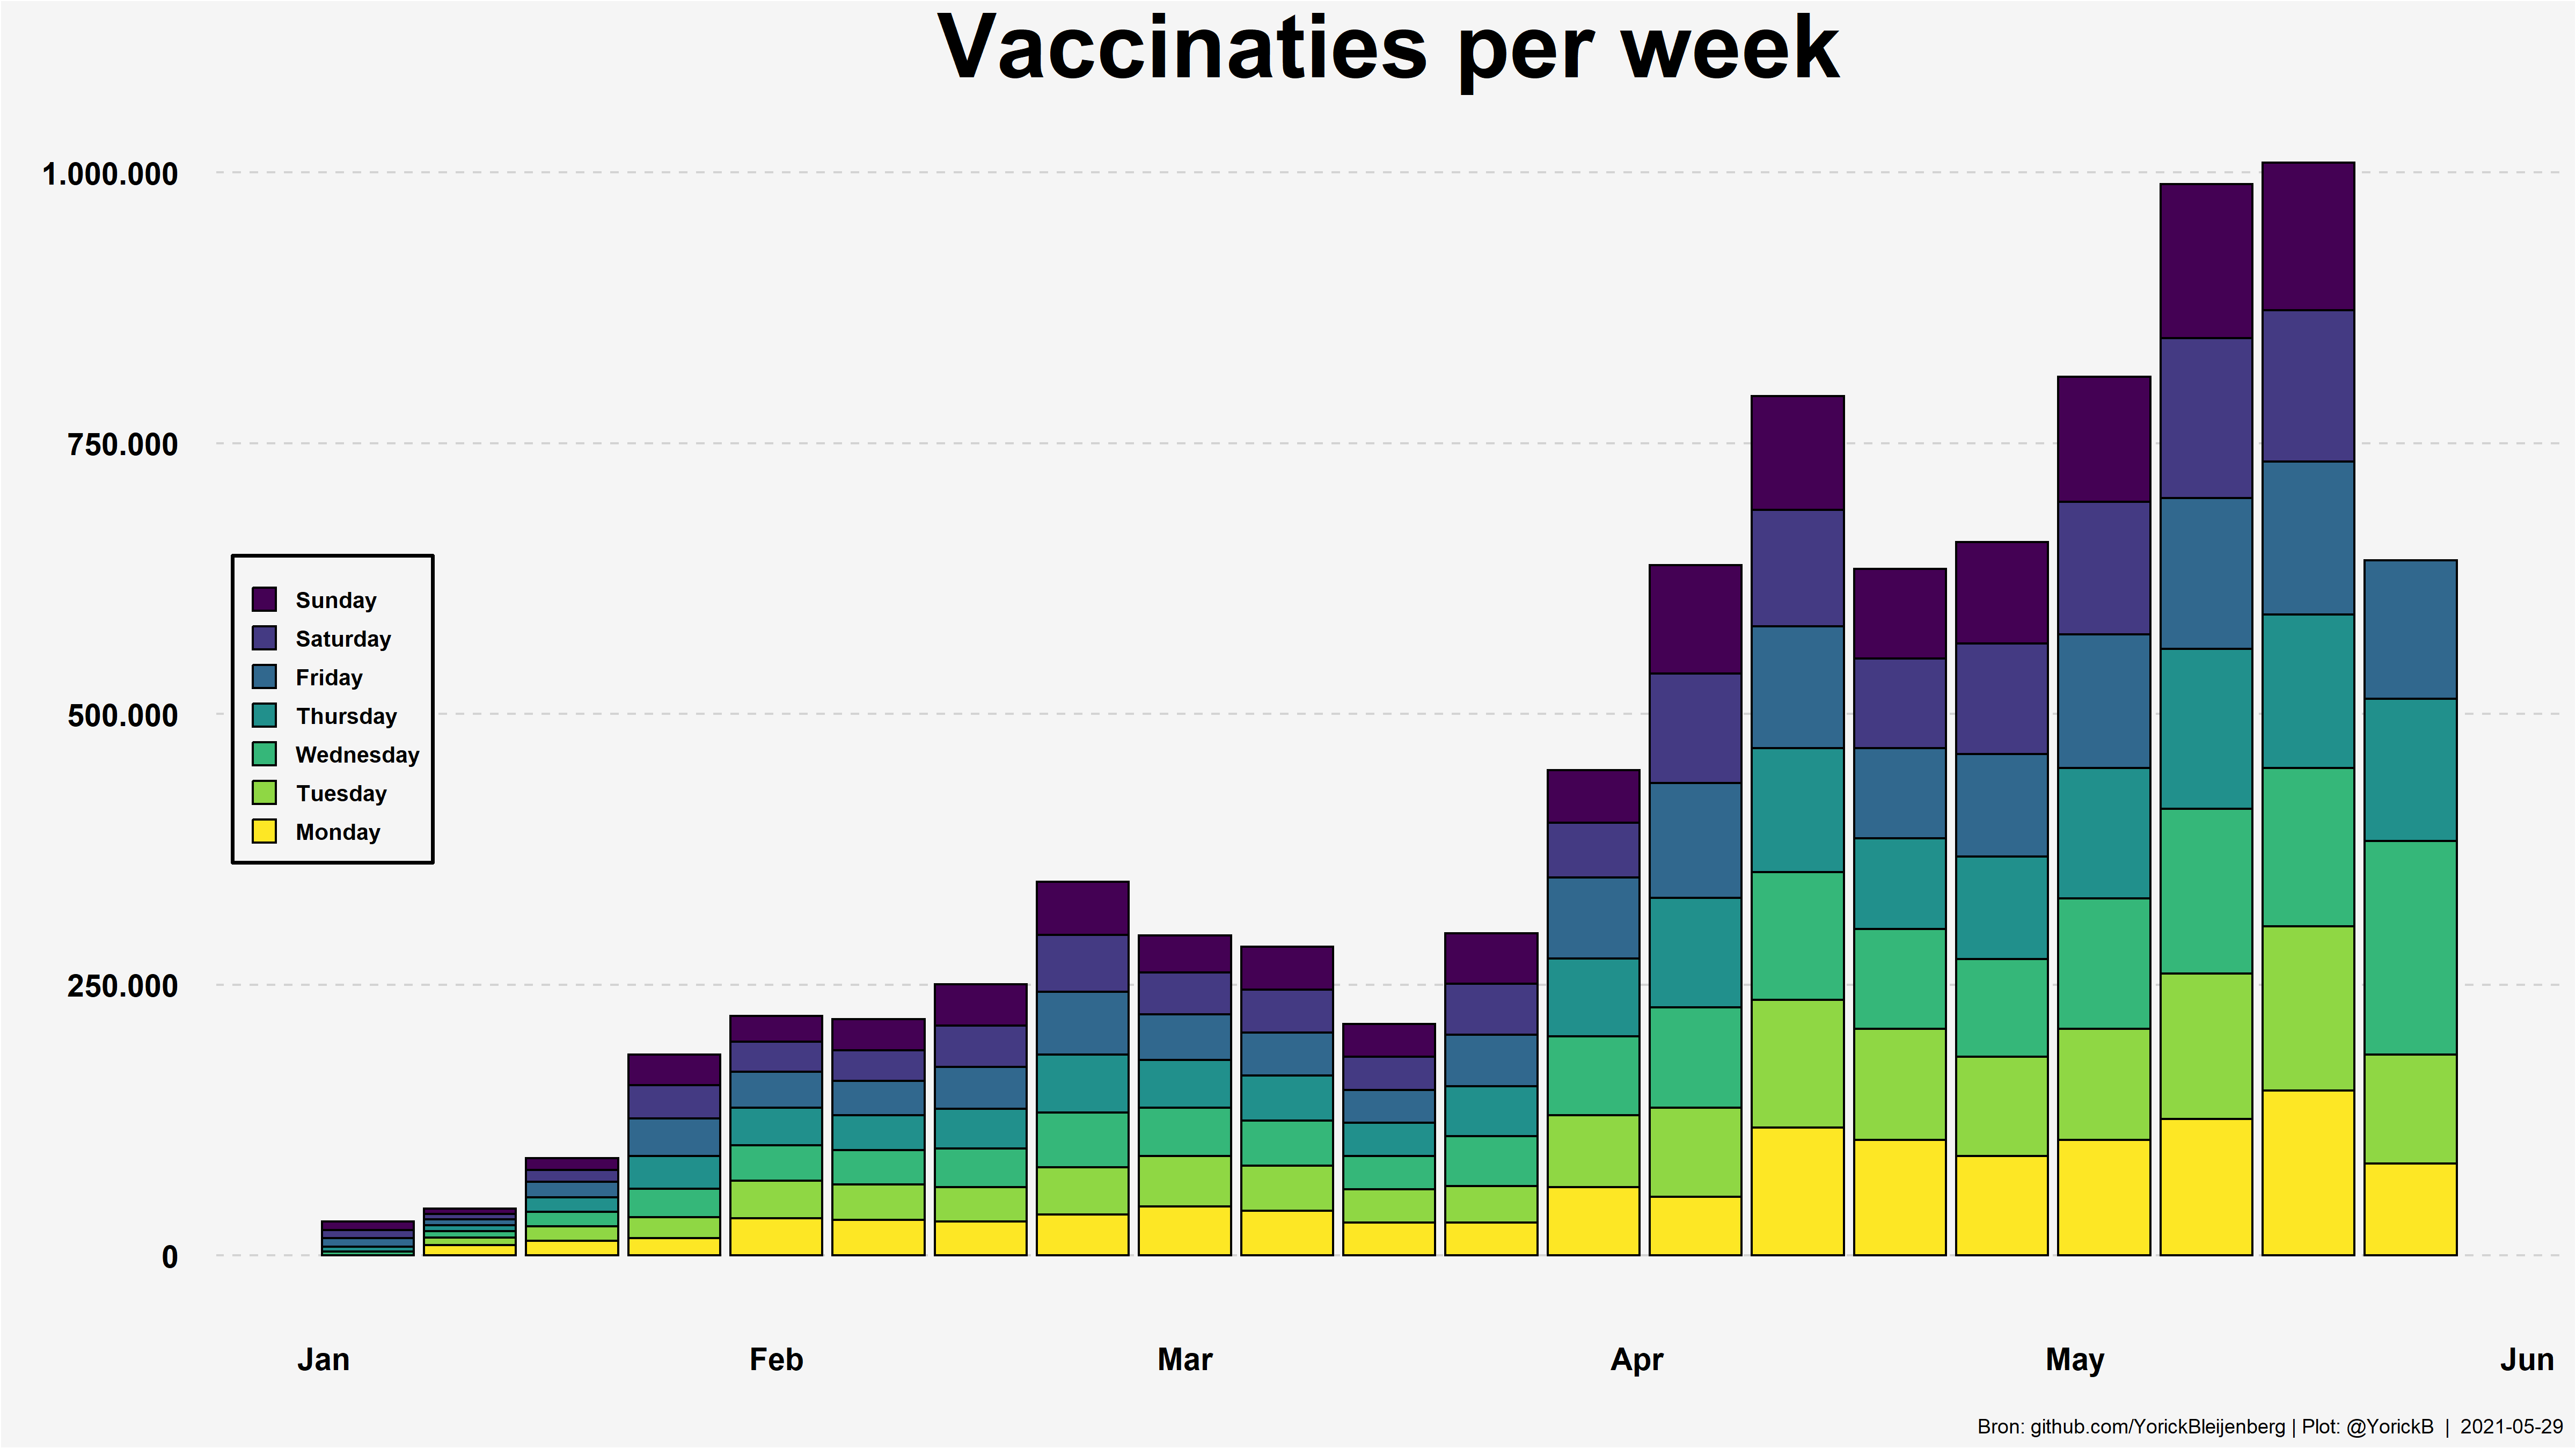 Vaccinaties per week
1.000.000
750.000
500.000
250.000
0
Sunday
Saturday
Friday
Thursday
Wednesday
Tuesday
Monday
Jan Feb Mar Apr May Jun
Bron: github.com/YorickBleijenberg | Plot: @YorickB | 2021-05-29